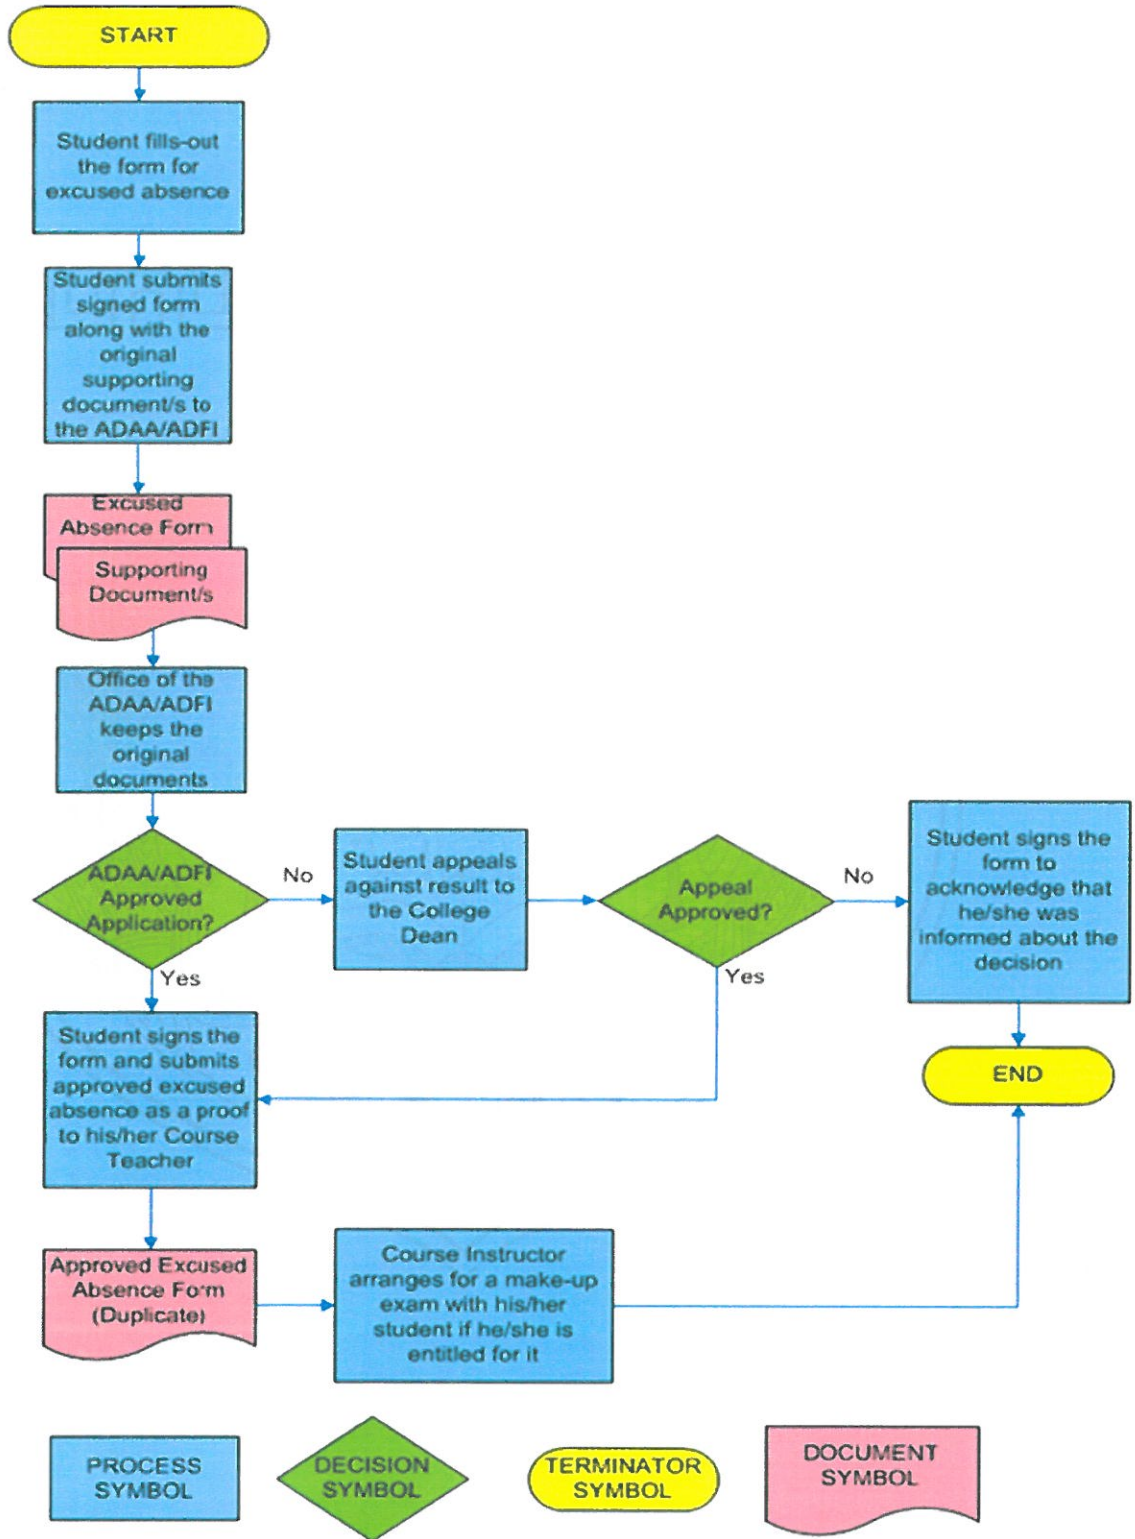 START
Student fills-out
the form for
excused absence
Student submits
signed form
along with the
original
supporting
document/s to
the ADAA/ADFI
Excused
Absence Form
Supporting
Document/s
Office of the
ADAA/ADFI
keeps the
original
documents
ADAA/ADFI
Approved
Application?
No
Student appeals
against result to
the College
Dean
Appeal
Approved?
No
Student signs the
form to
acknowledge that
he/she was
informed about the
decision
Yes
Yes
Student signs the
form and submits
approved excused
absence as a proof
to his/her Course
Teacher
END
Approved Excused
Absence Form
(Duplicate)
Course Instructor
arranges for a make-up
exam with his/her
student if he/she is
entitled for it
PROCESS
SYMBOL
DECISION
SYMBOL
TERMINATOR
SYMBOL
DOCUMENT
SYMBOL